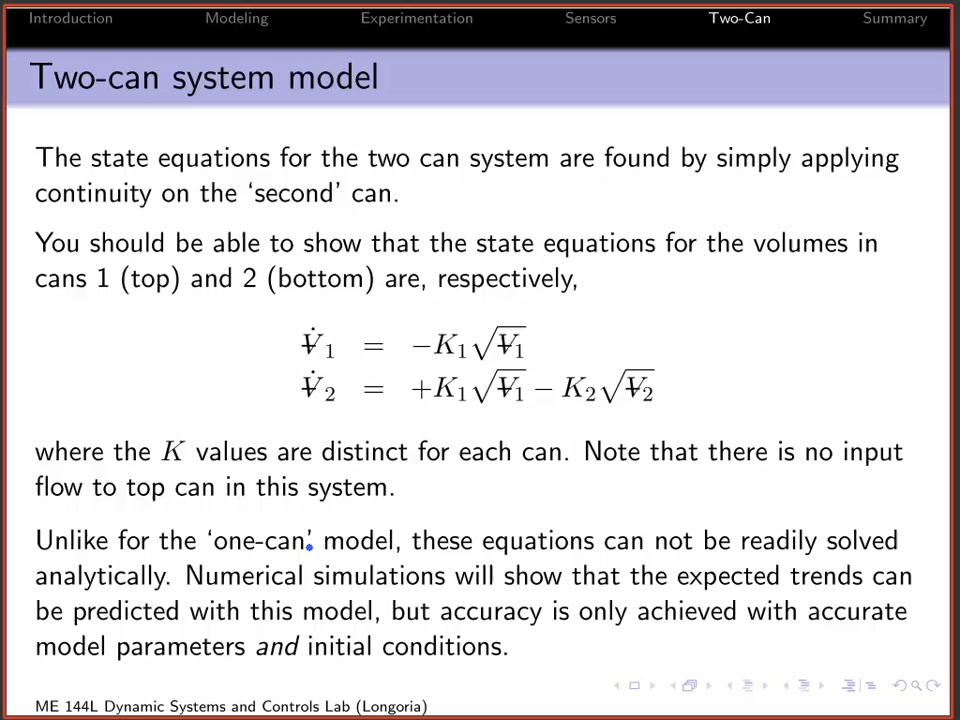 Introduction Modeling Experimentation Sensors Two-Can Summary
Two-can system model
The state equations for the two can system are found by simply applying
continuity on the ‘second’ can.
You should be able to show that the state equations for the volumes in
cans 1 (top) and 2 (bottom) are, respectively,
V̶̇₁ = −K₁√V̶₁
V̶̇₂ = +K₁√V̶₁ − K₂√V̶₂
where the K values are distinct for each can. Note that there is no input
flow to top can in this system.
Unlike for the ‘one-can’ model, these equations can not be readily solved
analytically. Numerical simulations will show that the expected trends can
be predicted with this model, but accuracy is only achieved with accurate
model parameters and initial conditions.
ME 144L Dynamic Systems and Controls Lab (Longoria)